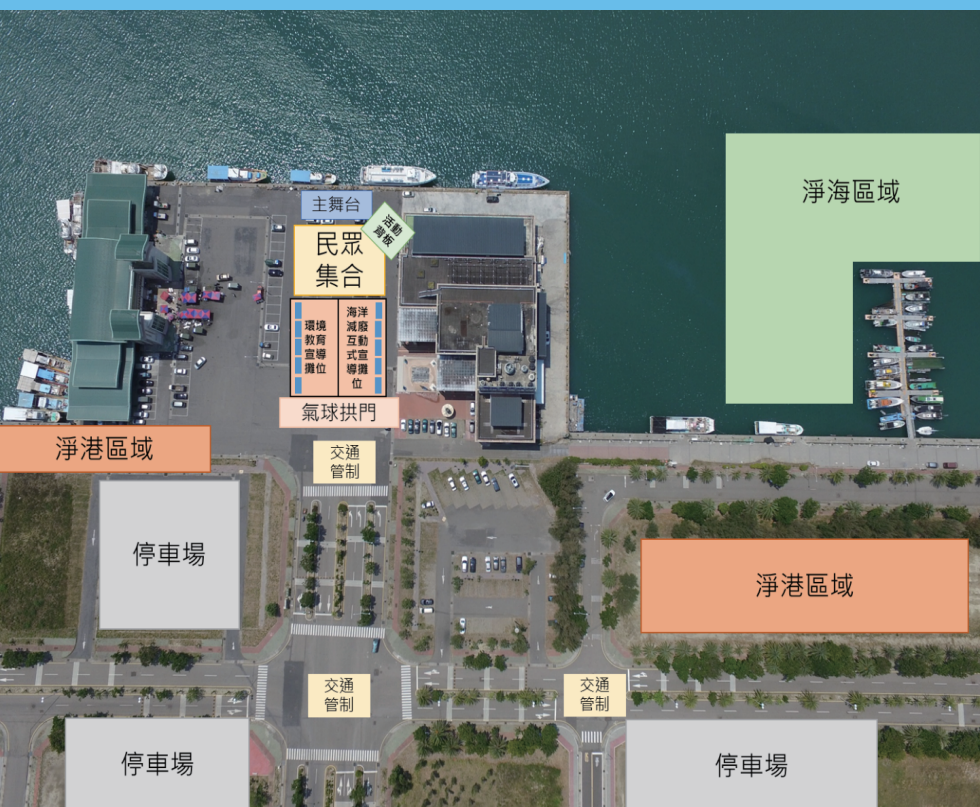 淨海區域
主舞台
活動
背板
民眾
集合
環境
教育
宣導
攤位
海洋
減廢
互動
式宣
導攤
位
氣球拱門
淨港區域
交通
管制
停車場
淨港區域
交通
管制
交通
管制
停車場
停車場